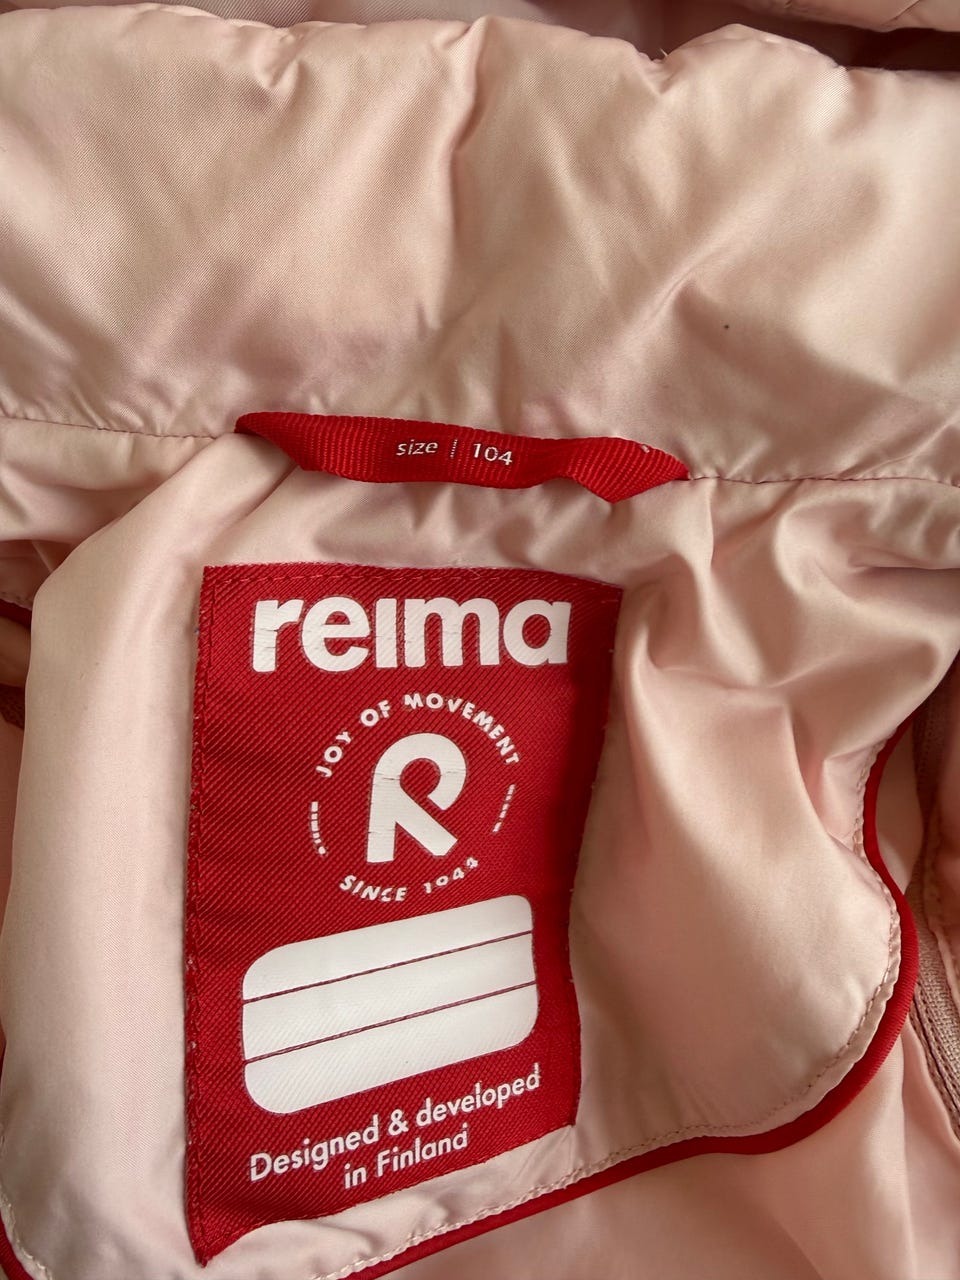 size | 104
reima
JOY OF MOVEMENT
R
SINCE 1944
Designed & developed
in Finland